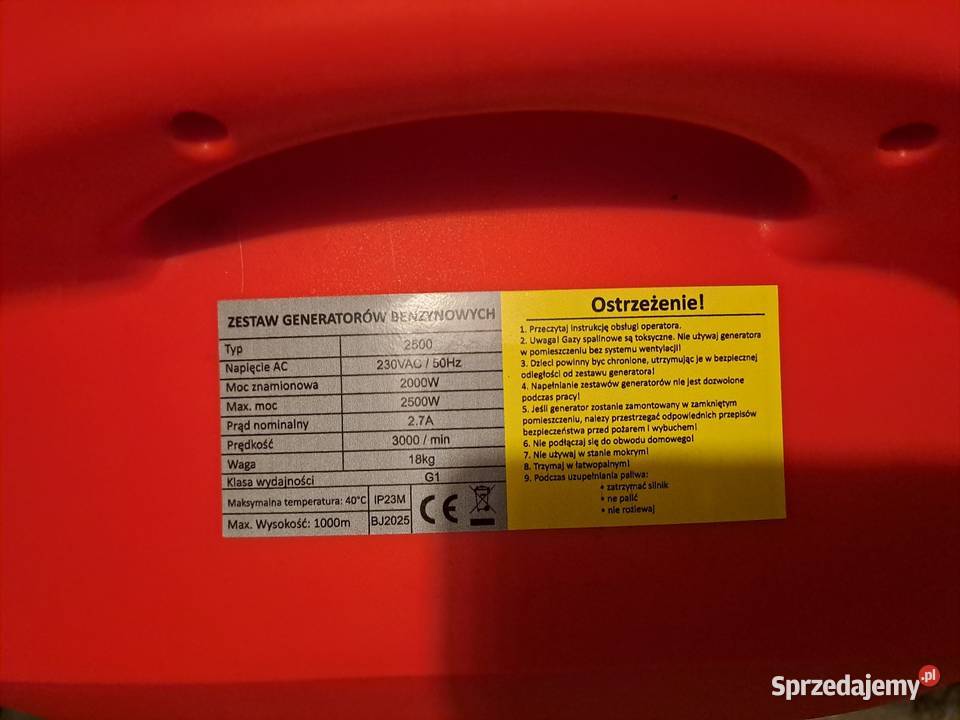 ZESTAW GENERATORÓW BENZYNOWYCH
Typ 2500
Napięcie AC 230VAC / 50Hz
Moc znamionowa 2000W
Max. moc 2500W
Prąd nominalny 2.7A
Prędkość 3000 / min
Waga 18kg
Klasa wydajności G1
Maksymalna temperatura: 40°C IP23M
Max. Wysokość: 1000m BJ2025
CE
Ostrzeżenie!
1. Przeczytaj instrukcję obsługi operatora.
2. Uwaga! Gazy spalinowe są toksyczne. Nie używaj generatora
w pomieszczeniu bez systemu wentylacji!
3. Dzieci powinny być chronione, utrzymując je w bezpiecznej
odległości od zestawu generatora!
4. Napełnianie zestawów generatorów nie jest dozwolone
podczas pracy!
5. Jeśli generator zostanie zamontowany w zamkniętym
pomieszczeniu, należy przestrzegać odpowiednich przepisów
bezpieczeństwa przed pożarem i wybuchem!
6. Nie podłączaj się do obwodu domowego!
7. Nie używaj w stanie mokrym!
8. Trzymaj w łatwopalnym!
9. Podczas uzupełniania paliwa:
• zatrzymać silnik
• ne palić
• nie rozlewaj
Sprzedajemy.pl